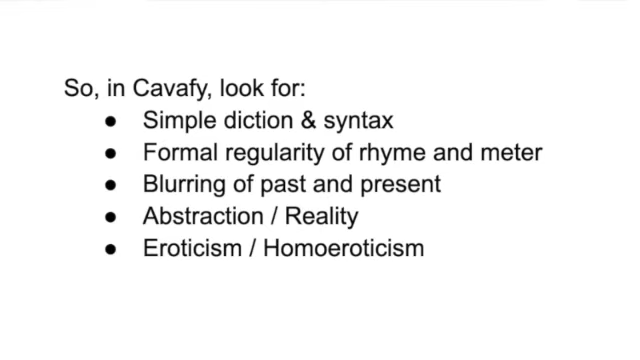 So, in Cavafy, look for:
● Simple diction & syntax
● Formal regularity of rhyme and meter
● Blurring of past and present
● Abstraction / Reality
● Eroticism / Homoeroticism